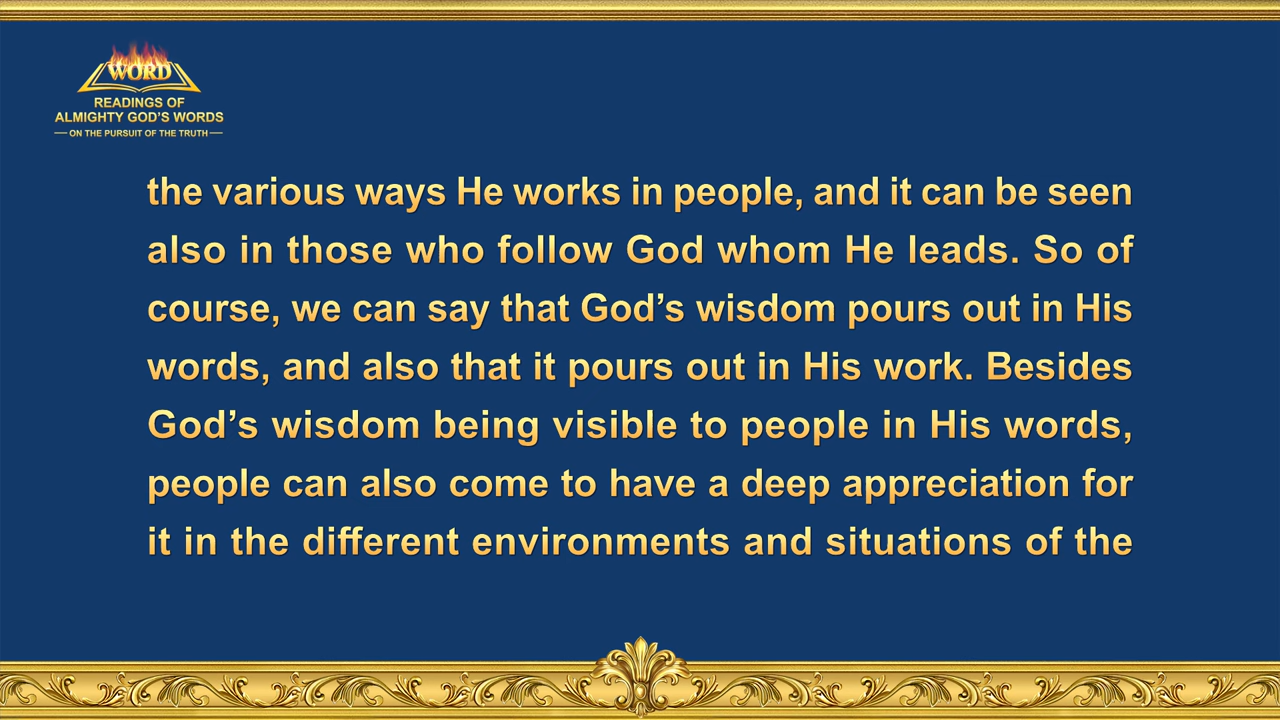 WORD
READINGS OF
ALMIGHTY GOD’S WORDS
— ON THE PURSUIT OF THE TRUTH —
the various ways He works in people, and it can be seen
also in those who follow God whom He leads. So of
course, we can say that God’s wisdom pours out in His
words, and also that it pours out in His work. Besides
God’s wisdom being visible to people in His words,
people can also come to have a deep appreciation for
it in the different environments and situations of the